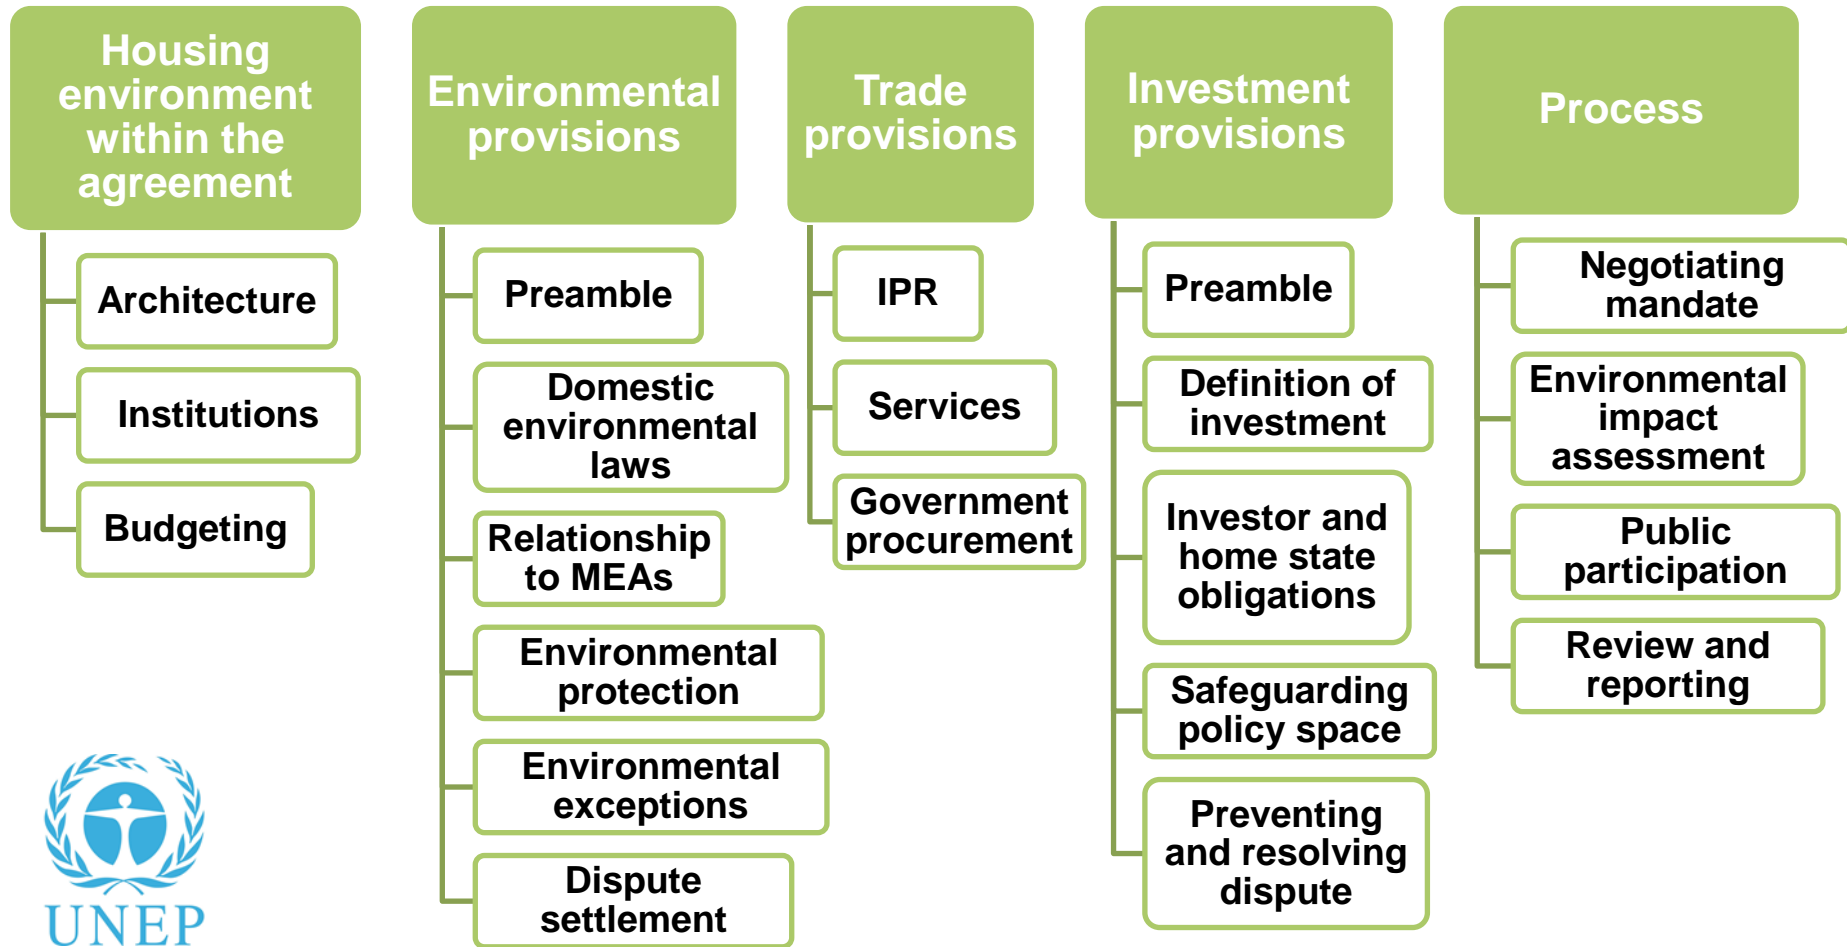 Housing
environment
within the
agreement
Architecture
Institutions
Budgeting
Environmental
provisions
Preamble
Domestic
environmental
laws
Relationship
to MEAs
Environmental
protection
Environmental
exceptions
Dispute
settlement
Trade
provisions
IPR
Services
Government
procurement
Investment
provisions
Preamble
Definition of
investment
Investor and
home state
obligations
Safeguarding
policy space
Preventing
and resolving
dispute
Process
Negotiating
mandate
Environmental
impact
assessment
Public
participation
Review and
reporting
UNEP